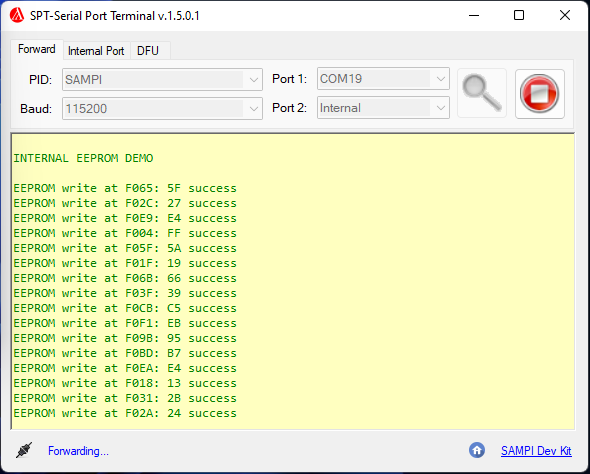 SPT-Serial Port Terminal v.1.5.0.1
Forward Internal Port DFU
PID: SAMPI Port 1: COM19
Baud: 115200 Port 2: Internal
INTERNAL EEPROM DEMO
EEPROM write at F065: 5F success
EEPROM write at F02C: 27 success
EEPROM write at F0E9: E4 success
EEPROM write at F004: FF success
EEPROM write at F05F: 5A success
EEPROM write at F01F: 19 success
EEPROM write at F06B: 66 success
EEPROM write at F03F: 39 success
EEPROM write at F0CB: C5 success
EEPROM write at F0F1: EB success
EEPROM write at F09B: 95 success
EEPROM write at F0BD: B7 success
EEPROM write at F0EA: E4 success
EEPROM write at F018: 13 success
EEPROM write at F031: 2B success
EEPROM write at F02A: 24 success
Forwarding... SAMPI Dev Kit